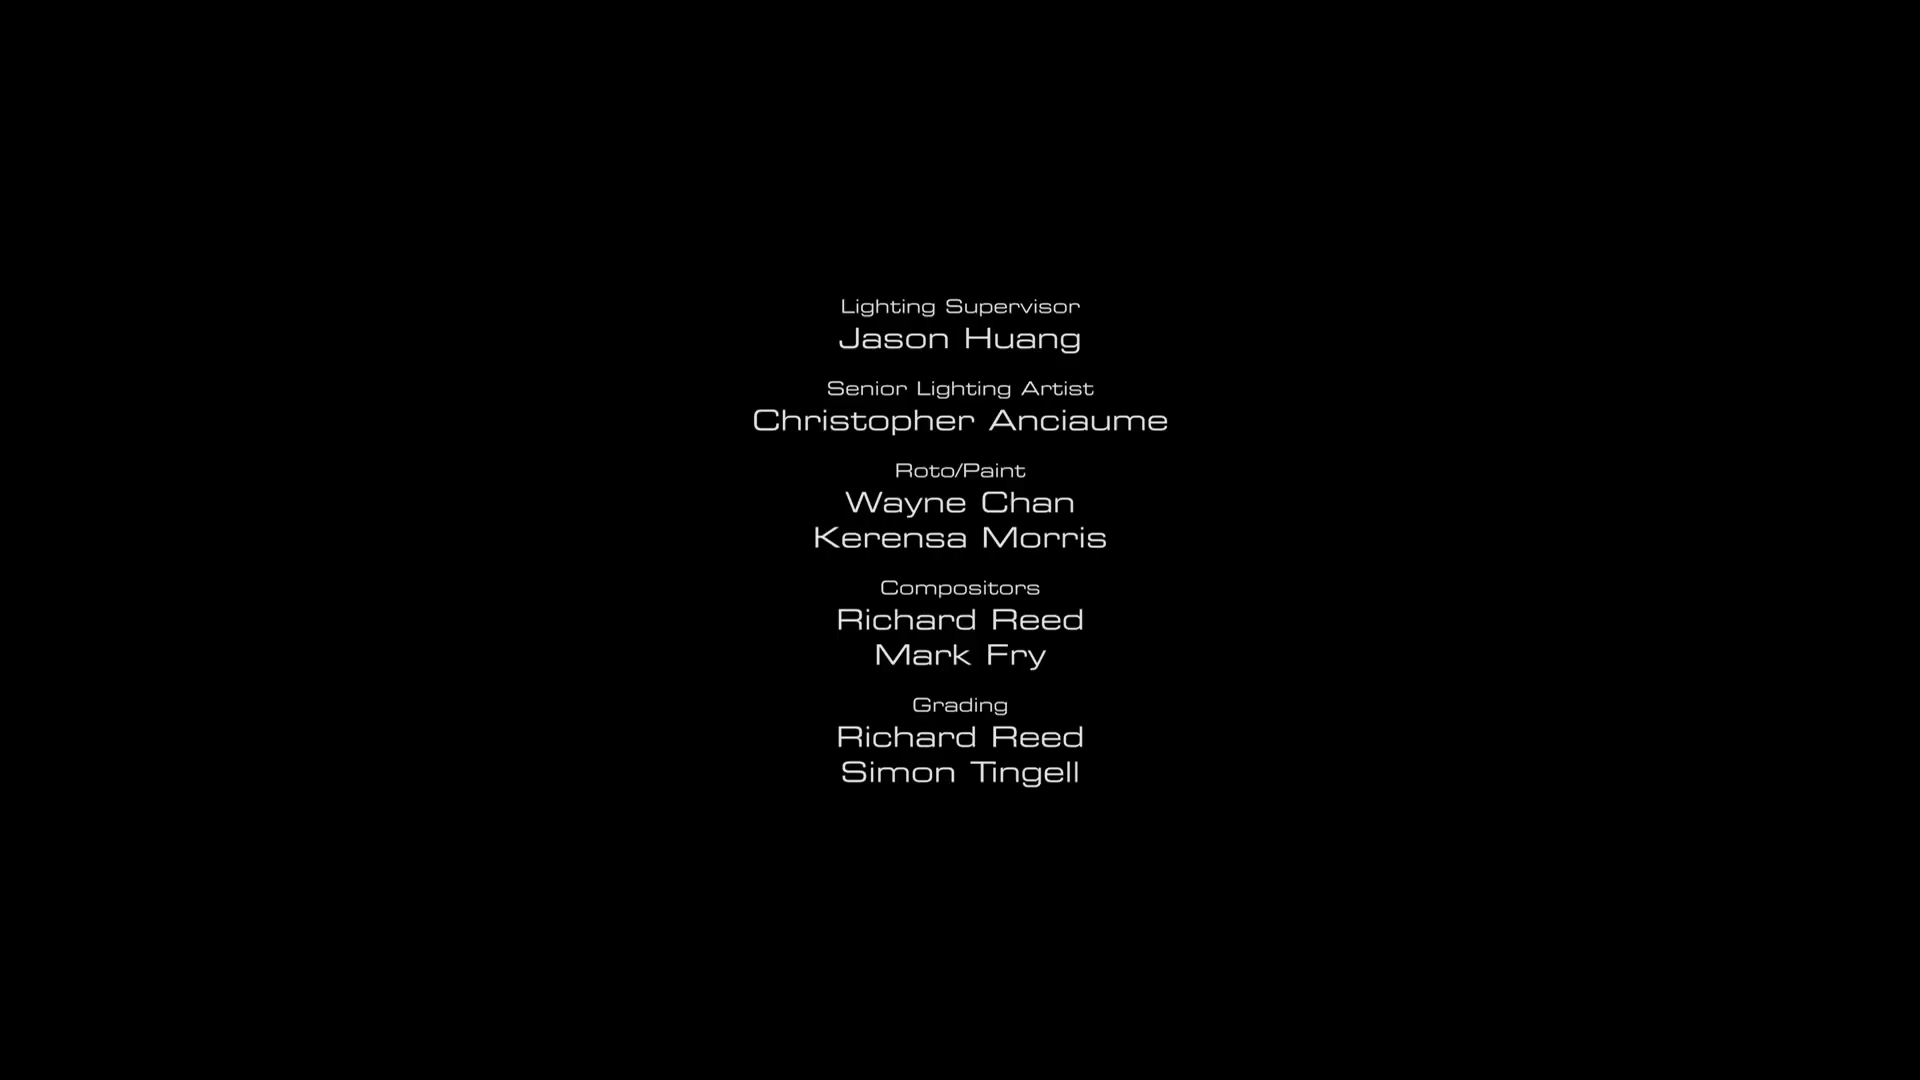 Lighting Supervisor
Jason Huang
Senior Lighting Artist
Christopher Anciaume
Roto/Paint
Wayne Chan
Kerensa Morris
Compositors
Richard Reed
Mark Fry
Grading
Richard Reed
Simon Tingell